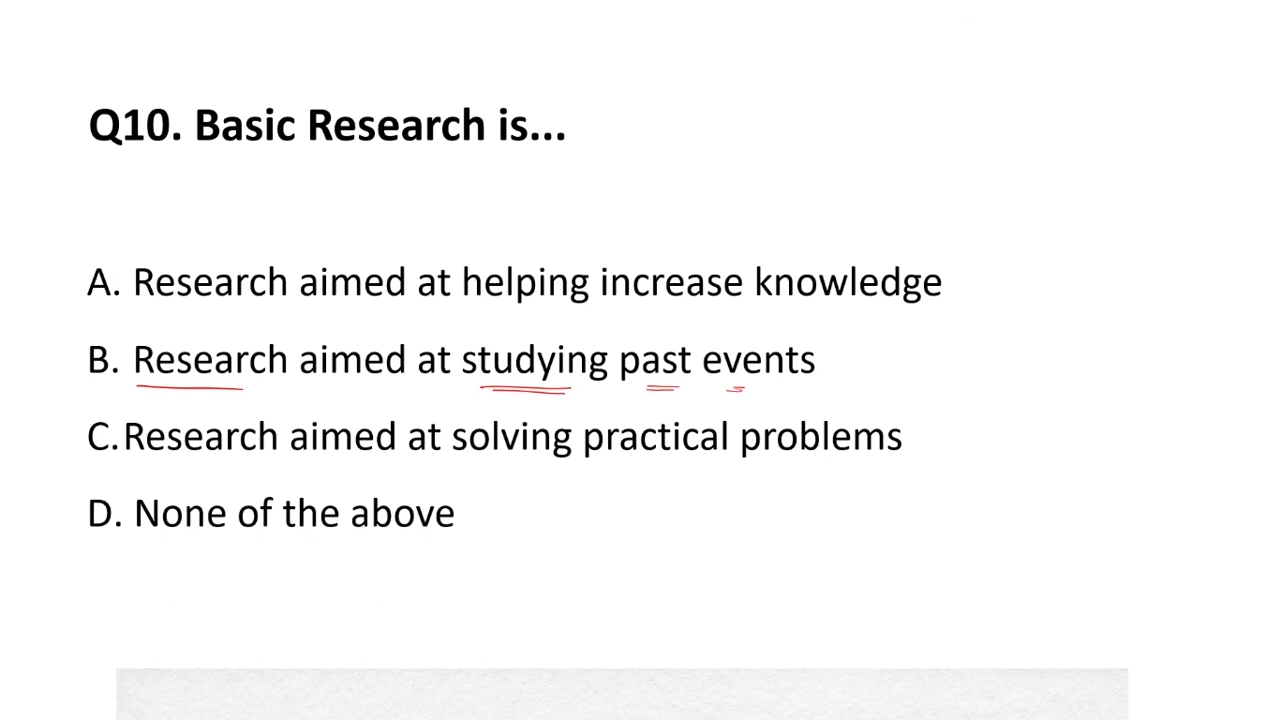 Q10. Basic Research is...
A. Research aimed at helping increase knowledge
B. Research aimed at studying past events
C. Research aimed at solving practical problems
D. None of the above